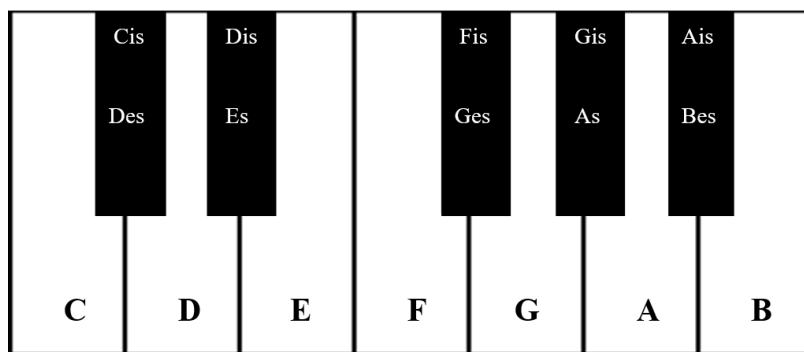 Cis Dis Fis Gis Ais
Des Es Ges As Bes
C D E F G A B